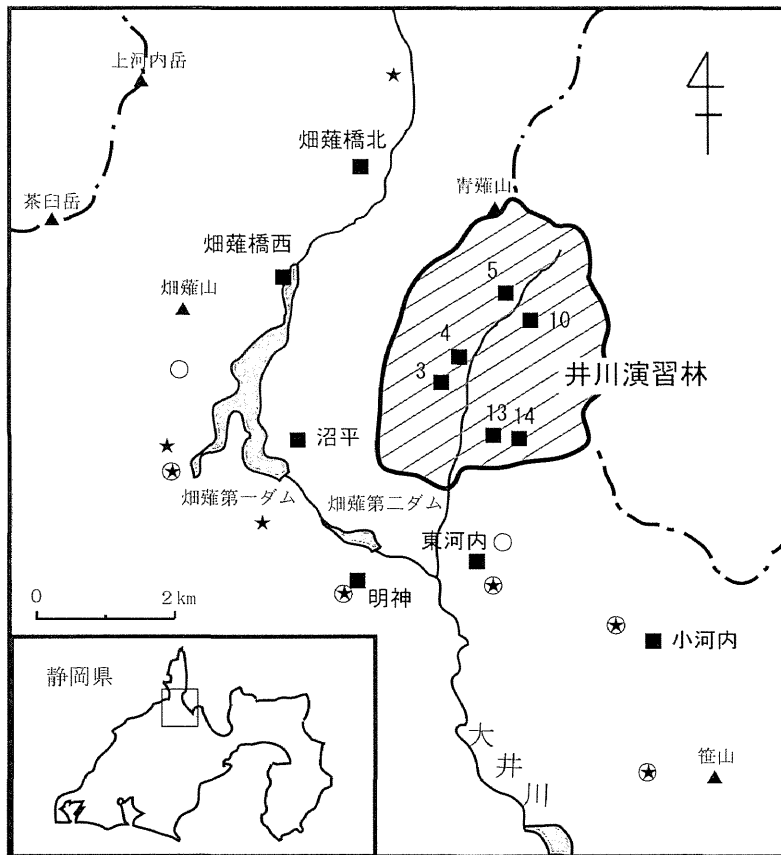 上河内岳
畑薙橋北
青薙山
茶臼岳
畑薙橋西
畑薙山
5
10
4
3
井川演習林
13 14
沼平
畑薙第一ダム
畑薙第二ダム
東河内
0 2km
明神
小河内
静岡県
大井川
笹山